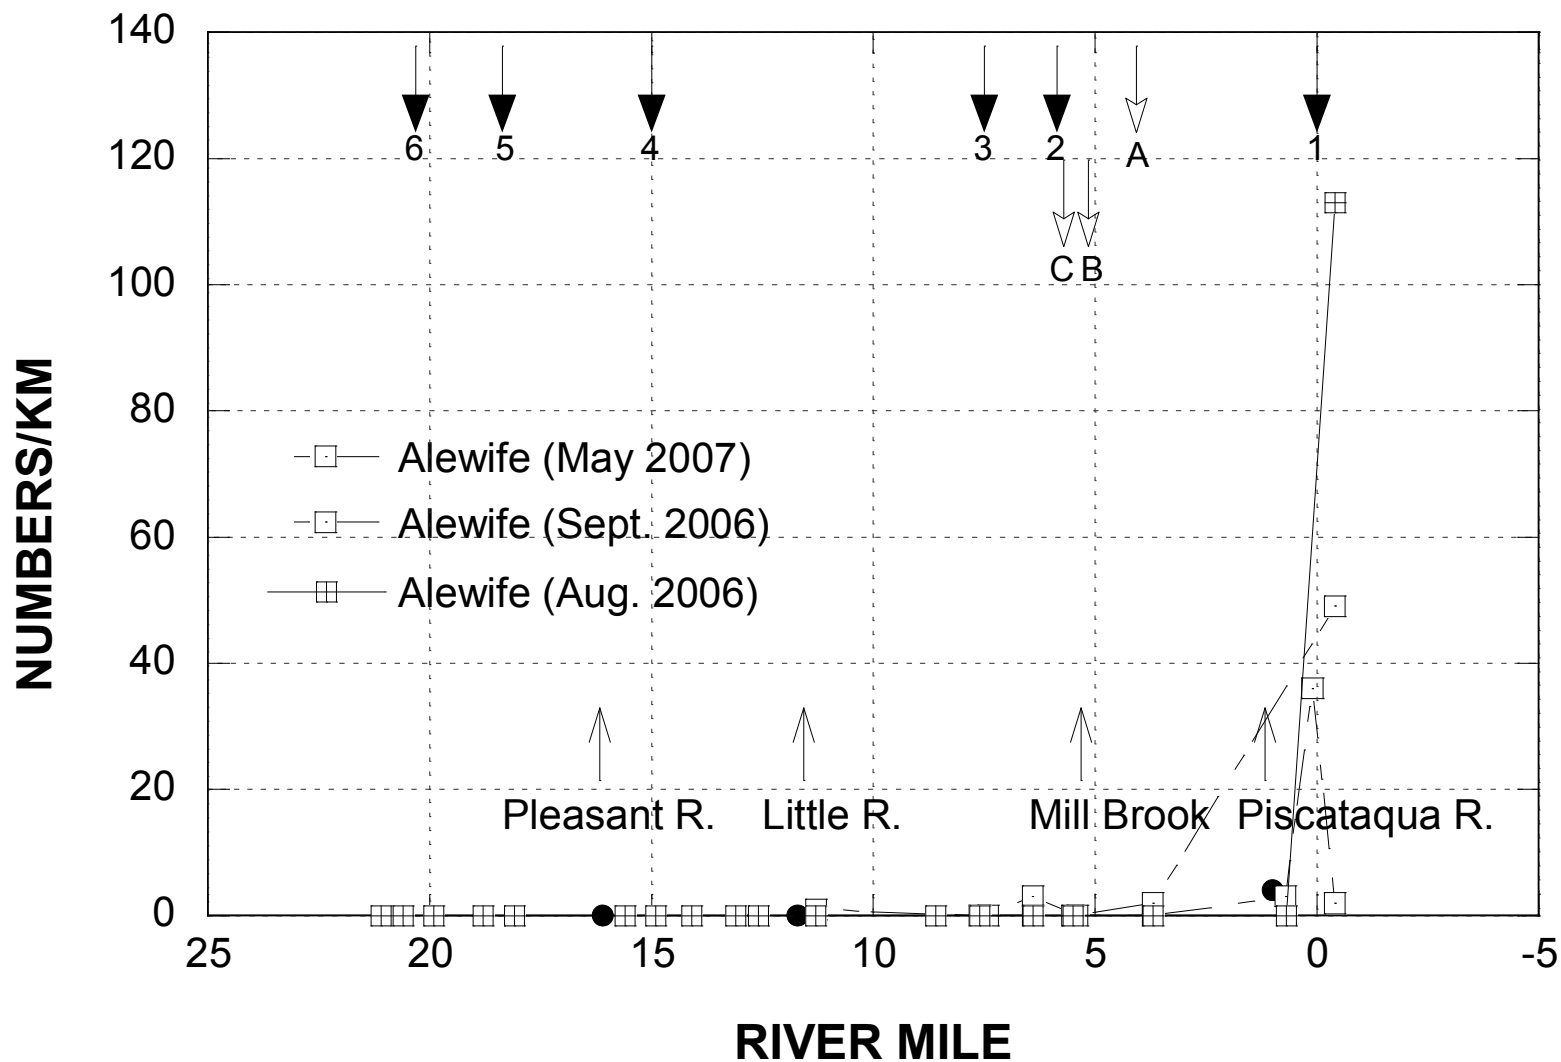 140
120
100
80
60
40
20
0
6
5
4
3
2
A
1
C
B
Alewife (May 2007)
Alewife (Sept. 2006)
Alewife (Aug. 2006)
Pleasant R.
Little R.
Mill Brook
Piscataqua R.
25
20
15
10
5
0
-5
NUMBERS/KM
RIVER MILE